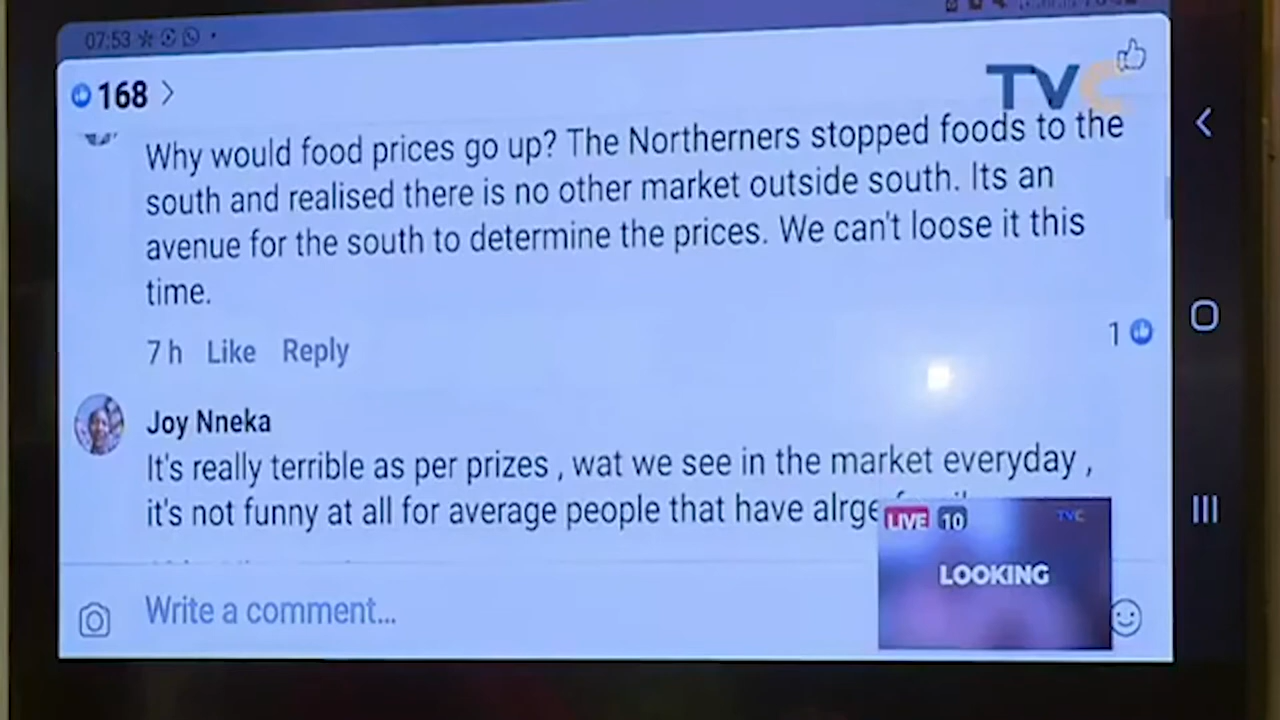 07:53
168
TVC
Why would food prices go up? The Northerners stopped foods to the
south and realised there is no other market outside south. Its an
avenue for the south to determine the prices. We can't loose it this
time.
7 h Like Reply
1
Joy Nneka
It's really terrible as per prizes , wat we see in the market everyday ,
it's not funny at all for average people that have alrge
LIVE 10
TVC
LOOKING
Write a comment...